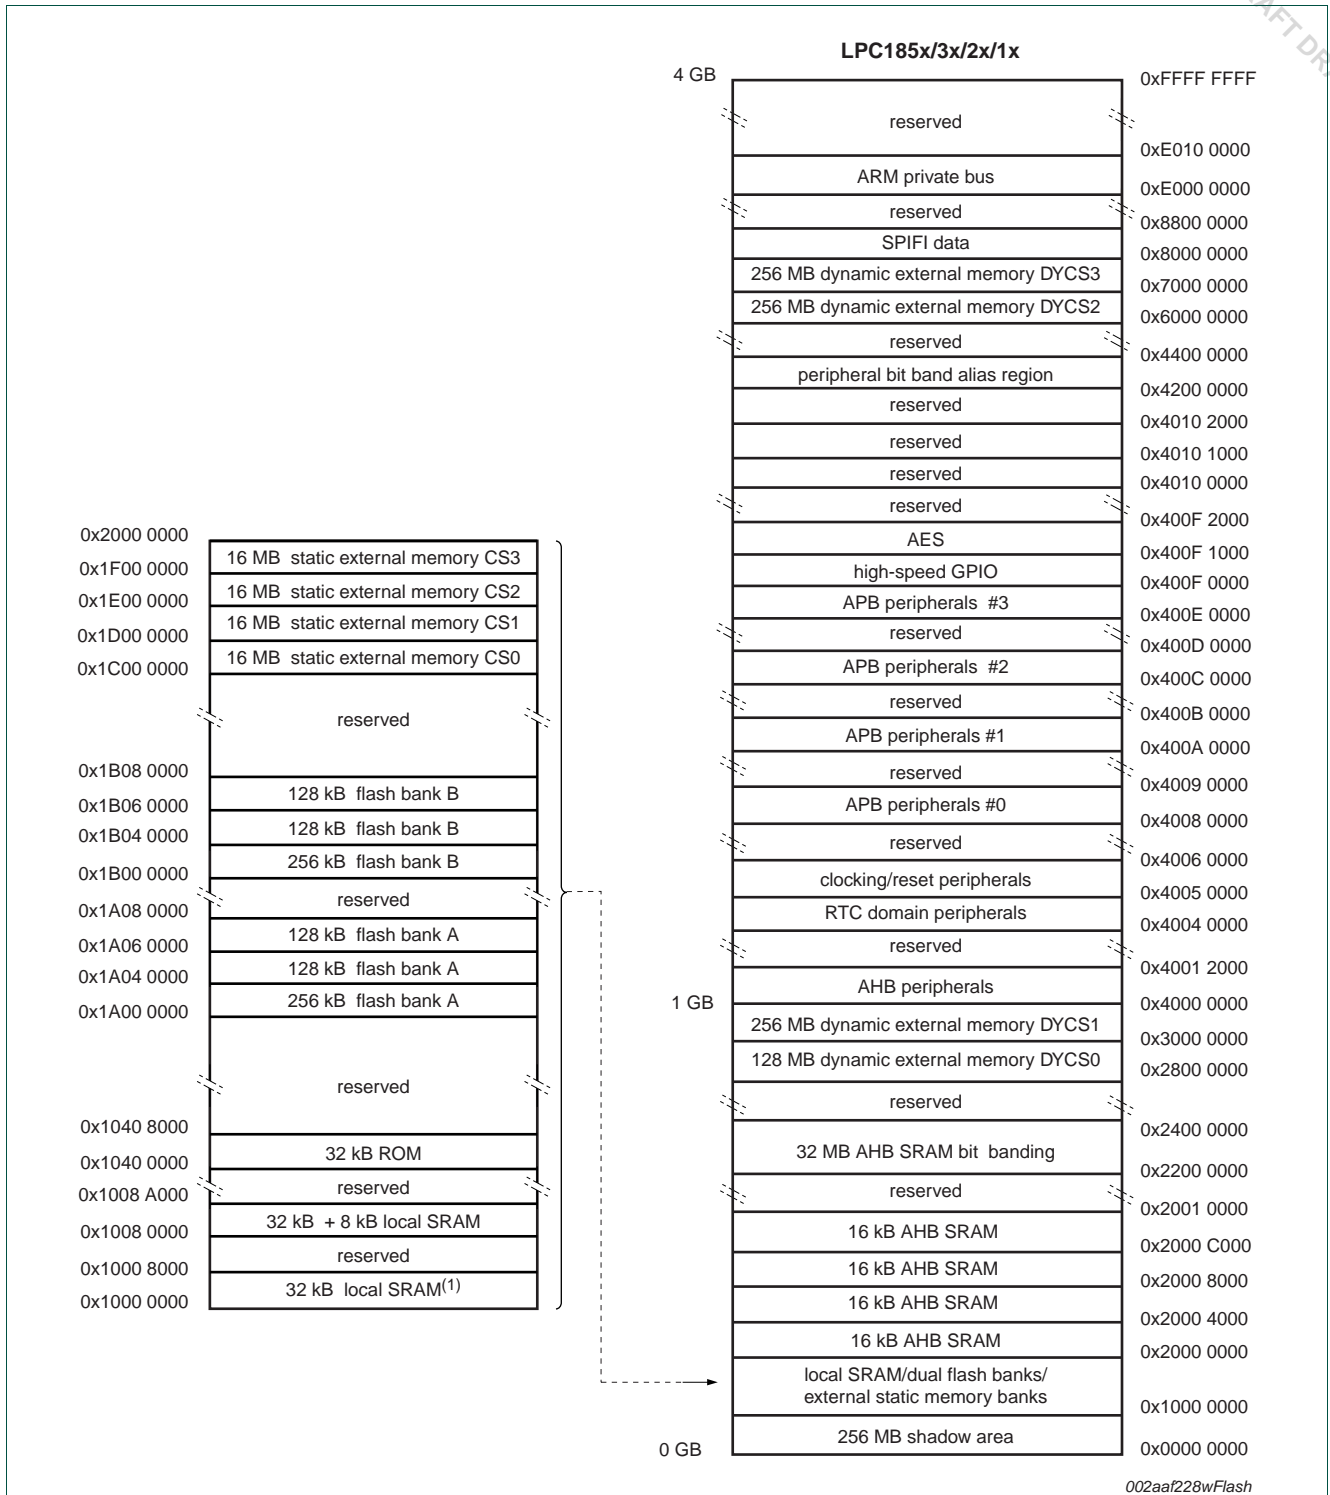 AFT DRA
LPC185x/3x/2x/1x
4 GB
0xFFFF FFFF
reserved
0xE010 0000
ARM private bus
0xE000 0000
reserved
0x8800 0000
SPIFI data
0x8000 0000
256 MB dynamic external memory DYCS3
0x7000 0000
256 MB dynamic external memory DYCS2
0x6000 0000
reserved
0x4400 0000
peripheral bit band alias region
0x4200 0000
reserved
0x4010 2000
reserved
0x4010 1000
reserved
0x4010 0000
reserved
0x400F 2000
AES
0x400F 1000
high-speed GPIO
0x400F 0000
APB peripherals #3
0x400E 0000
reserved
0x400D 0000
APB peripherals #2
0x400C 0000
reserved
0x400B 0000
APB peripherals #1
0x400A 0000
reserved
0x4009 0000
APB peripherals #0
0x4008 0000
reserved
0x4006 0000
clocking/reset peripherals
0x4005 0000
RTC domain peripherals
0x4004 0000
reserved
0x4001 2000
AHB peripherals
1 GB
0x4000 0000
256 MB dynamic external memory DYCS1
0x3000 0000
128 MB dynamic external memory DYCS0
0x2800 0000
reserved
0x2400 0000
32 MB AHB SRAM bit banding
0x2200 0000
reserved
0x2001 0000
16 kB AHB SRAM
0x2000 C000
16 kB AHB SRAM
0x2000 8000
16 kB AHB SRAM
0x2000 4000
16 kB AHB SRAM
0x2000 0000
local SRAM/dual flash banks/
external static memory banks
0x1000 0000
256 MB shadow area
0 GB
0x0000 0000
0x2000 0000
16 MB static external memory CS3
0x1F00 0000
16 MB static external memory CS2
0x1E00 0000
16 MB static external memory CS1
0x1D00 0000
16 MB static external memory CS0
0x1C00 0000
reserved
0x1B08 0000
128 kB flash bank B
0x1B06 0000
128 kB flash bank B
0x1B04 0000
256 kB flash bank B
0x1B00 0000
reserved
0x1A08 0000
128 kB flash bank A
0x1A06 0000
128 kB flash bank A
0x1A04 0000
256 kB flash bank A
0x1A00 0000
reserved
0x1040 8000
32 kB ROM
0x1040 0000
reserved
0x1008 A000
32 kB + 8 kB local SRAM
0x1008 0000
reserved
0x1000 8000
32 kB local SRAM(1)
0x1000 0000
002aaf228wFlash